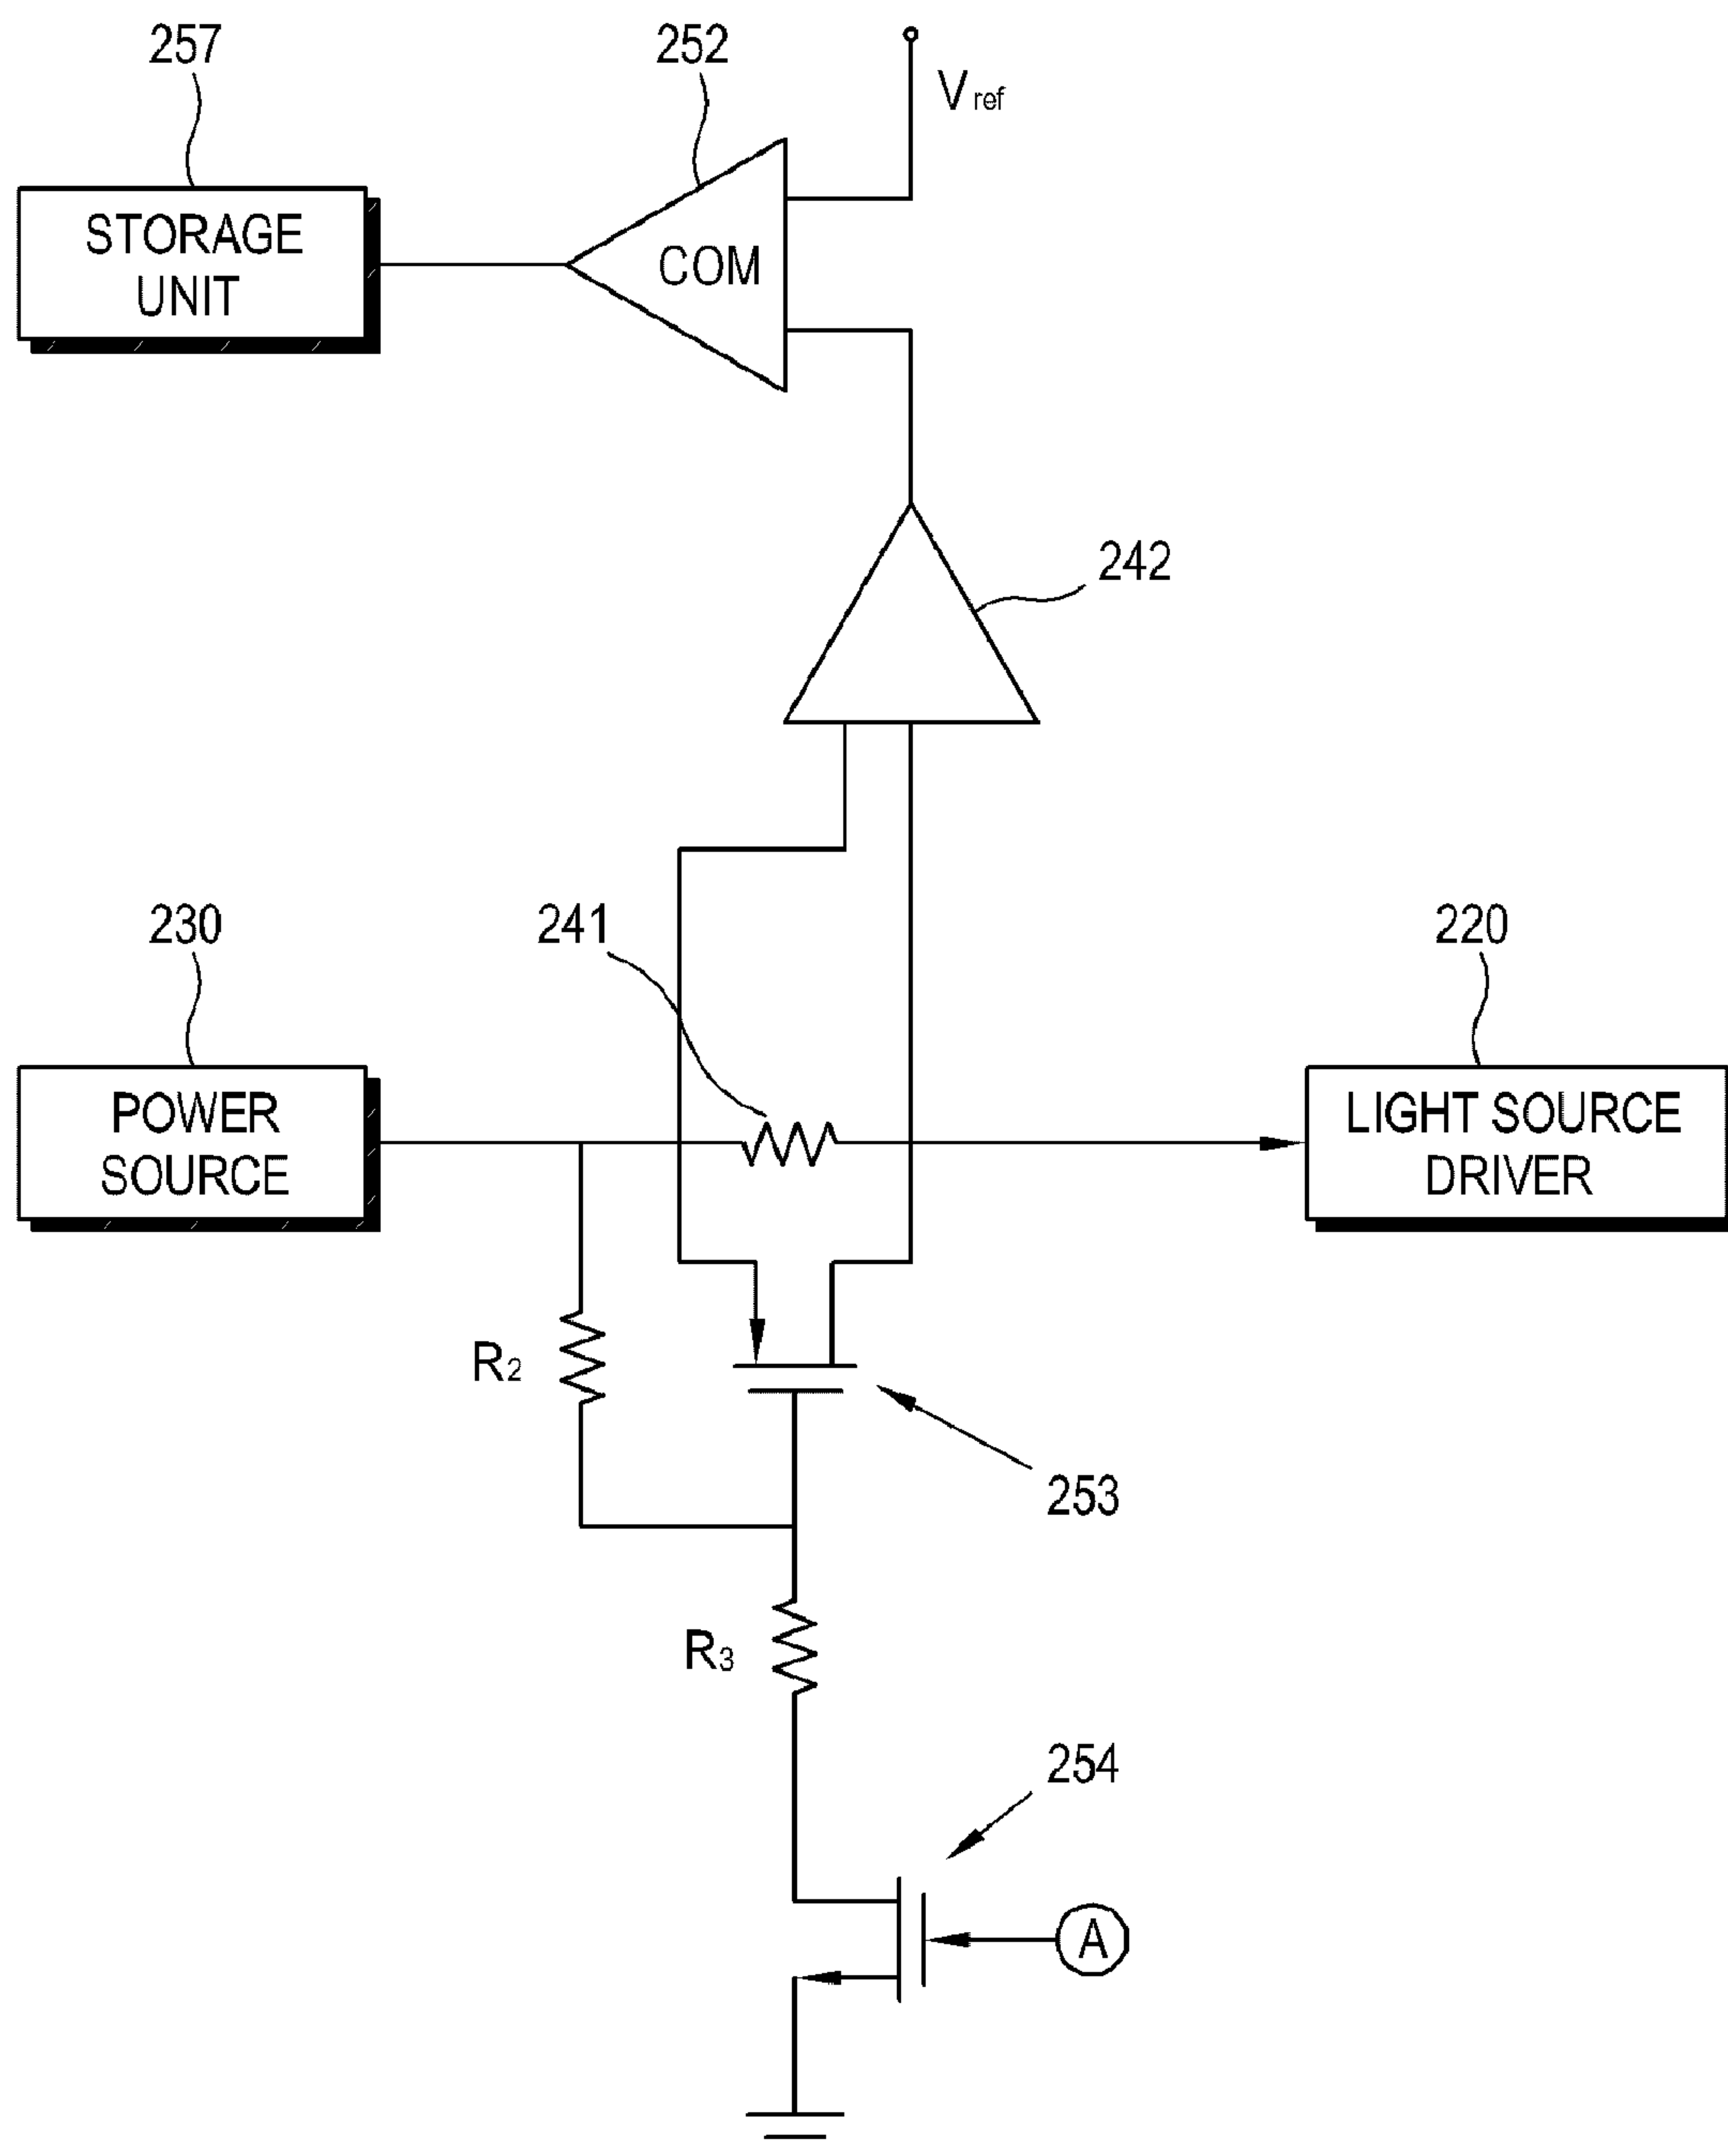 257
252
Vref
STORAGE
UNIT
COM
242
230
241
220
POWER
SOURCE
LIGHT SOURCE
DRIVER
R2
253
R3
254
A